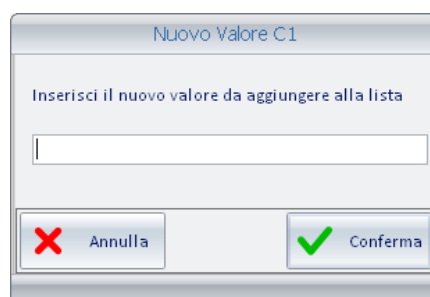 Nuovo Valore C1
Inserisci il nuovo valore da aggiungere alla lista
Annulla
Conferma